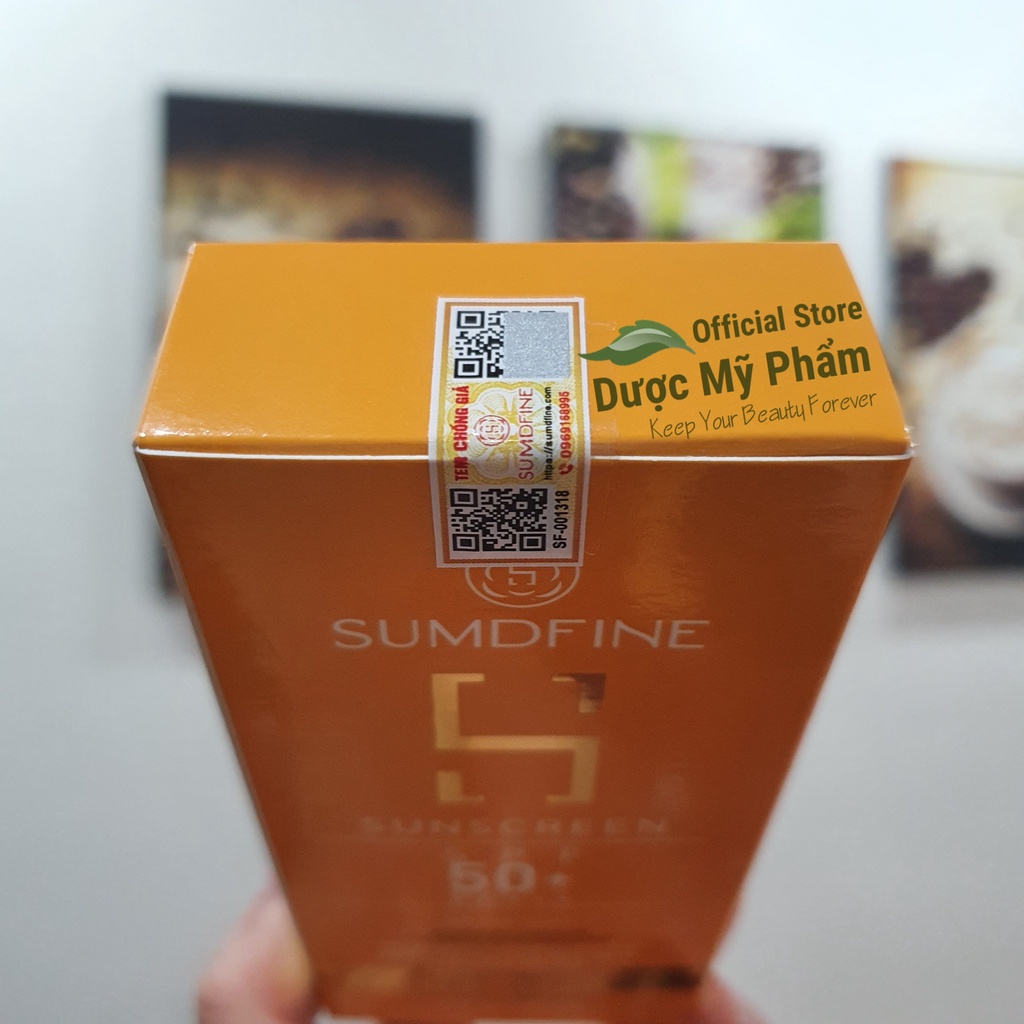 Official Store
Dược Mỹ Phẩm
Keep Your Beauty Forever
TEM CHỐNG GIẢ
SUMDFINE
https://sumdfine.com
0969168995
SF-001318
SUMDFINE
SUNSCREEN
SPF
50+